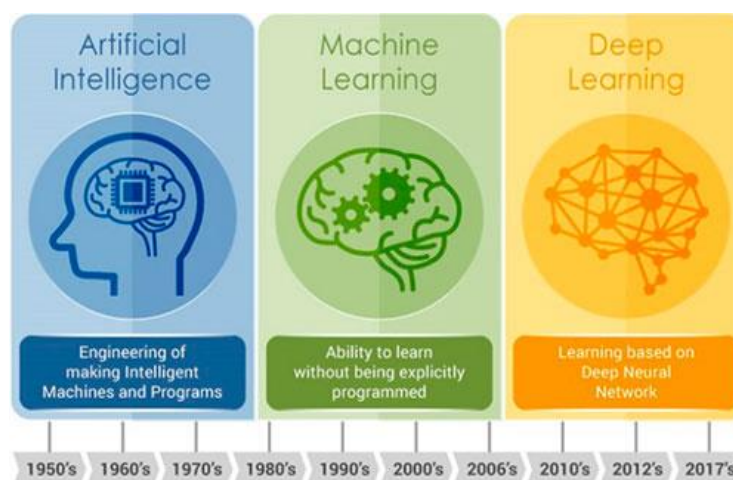 Artificial
Intelligence
Engineering of
making Intelligent
Machines and Programs
Machine
Learning
Ability to learn
without being explicitly
programmed
Deep
Learning
Learning based on
Deep Neural
Network
1950's
1960's
1970's
1980's
1990's
2000's
2006's
2010's
2012's
2017's